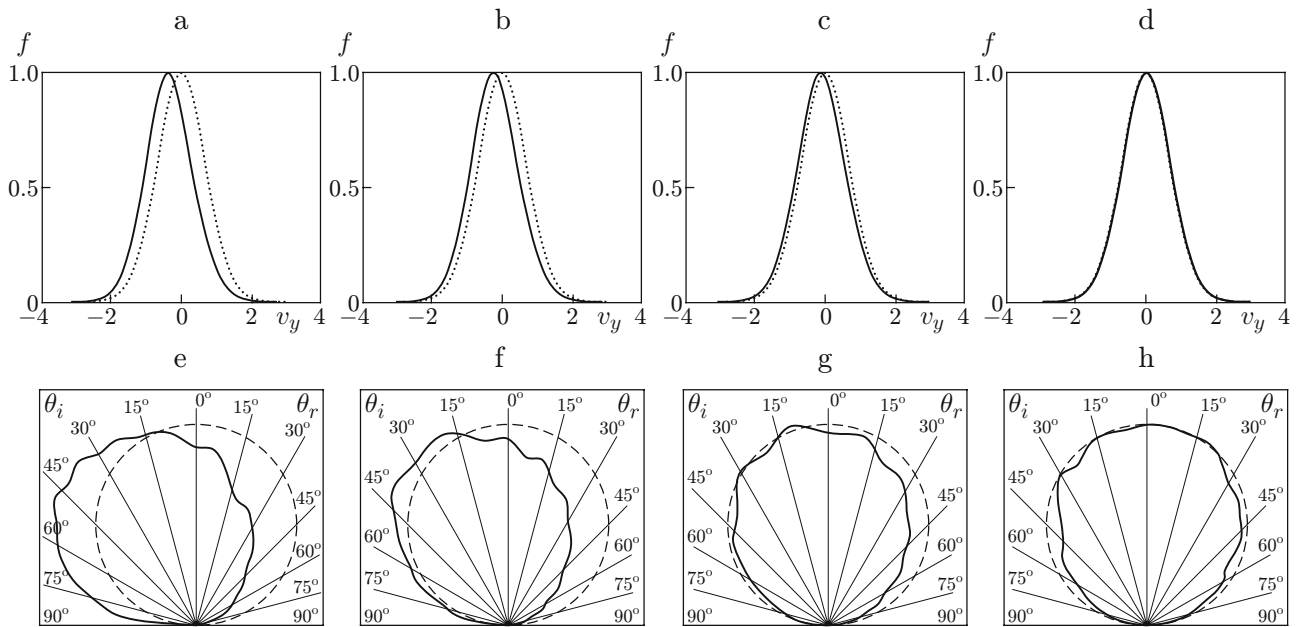 a b c d
f f f f
1.0 1.0 1.0 1.0
0.5 0.5 0.5 0.5
0 0 0 0
−4 −2 0 2 v_y 4 −4 −2 0 2 v_y 4 −4 −2 0 2 v_y 4 −4 −2 0 2 v_y 4
e f g h
θ_i 15° 0° 15° θ_r θ_i 15° 0° 15° θ_r θ_i 15° 0° 15° θ_r θ_i 15° 0° 15° θ_r
30° 30° 30° 30° 30° 30° 30° 30°
45° 45° 45° 45° 45° 45° 45° 45°
60° 60° 60° 60° 60° 60° 60° 60°
75° 75° 75° 75° 75° 75° 75° 75°
90° 90° 90° 90° 90° 90° 90° 90°